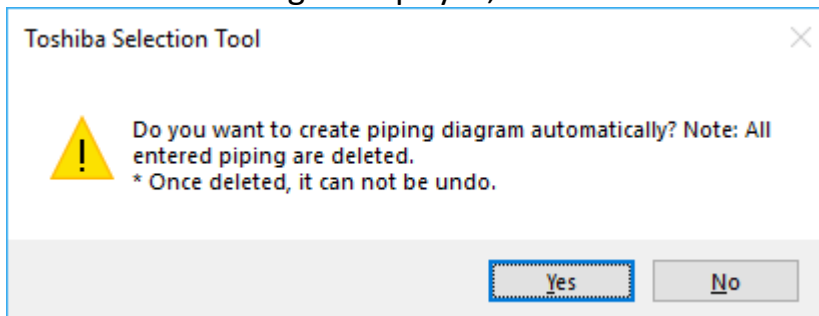 Toshiba Selection Tool
Do you want to create piping diagram automatically? Note: All
entered piping are deleted.
* Once deleted, it can not be undo.
Yes
No